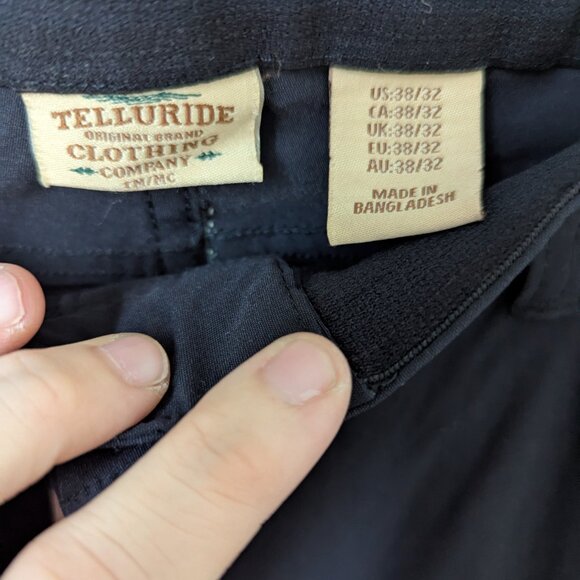 TELLURIDE
ORIGINAL BRAND
CLOTHING
COMPANY
TM/MC
US:38/32
CA:38/32
UK:38/32
EU:38/32
AU:38/32
MADE IN
BANGLADESH